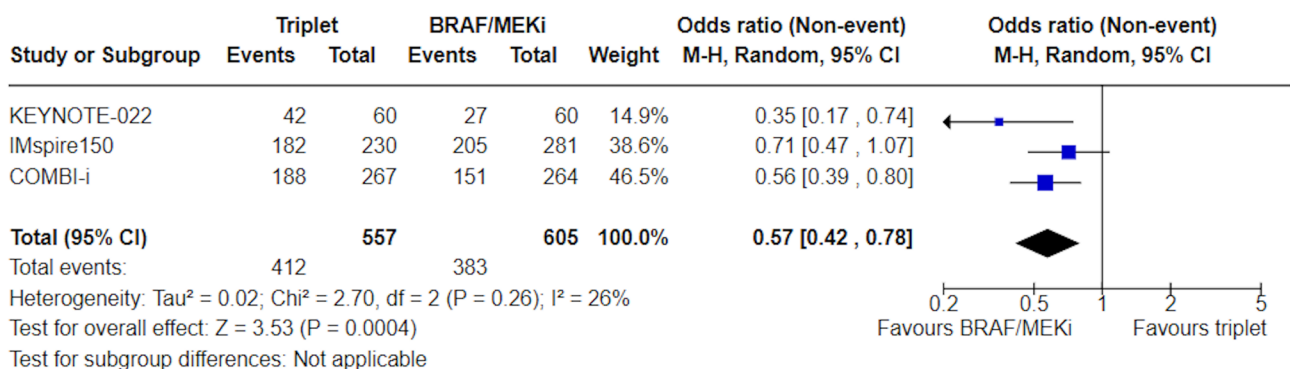 Triplet BRAF/MEKi Odds ratio (Non-event) Odds ratio (Non-event)
Study or Subgroup Events Total Events Total Weight M-H, Random, 95% CI M-H, Random, 95% CI
KEYNOTE-022 42 60 27 60 14.9% 0.35 [0.17 , 0.74]
IMspire150 182 230 205 281 38.6% 0.71 [0.47 , 1.07]
COMBI-i 188 267 151 264 46.5% 0.56 [0.39 , 0.80]
Total (95% CI) 557 605 100.0% 0.57 [0.42 , 0.78]
Total events: 412 383
Heterogeneity: Tau² = 0.02; Chi² = 2.70, df = 2 (P = 0.26); I² = 26%
0.2 0.5 1 2 5
Test for overall effect: Z = 3.53 (P = 0.0004) Favours BRAF/MEKi Favours triplet
Test for subgroup differences: Not applicable